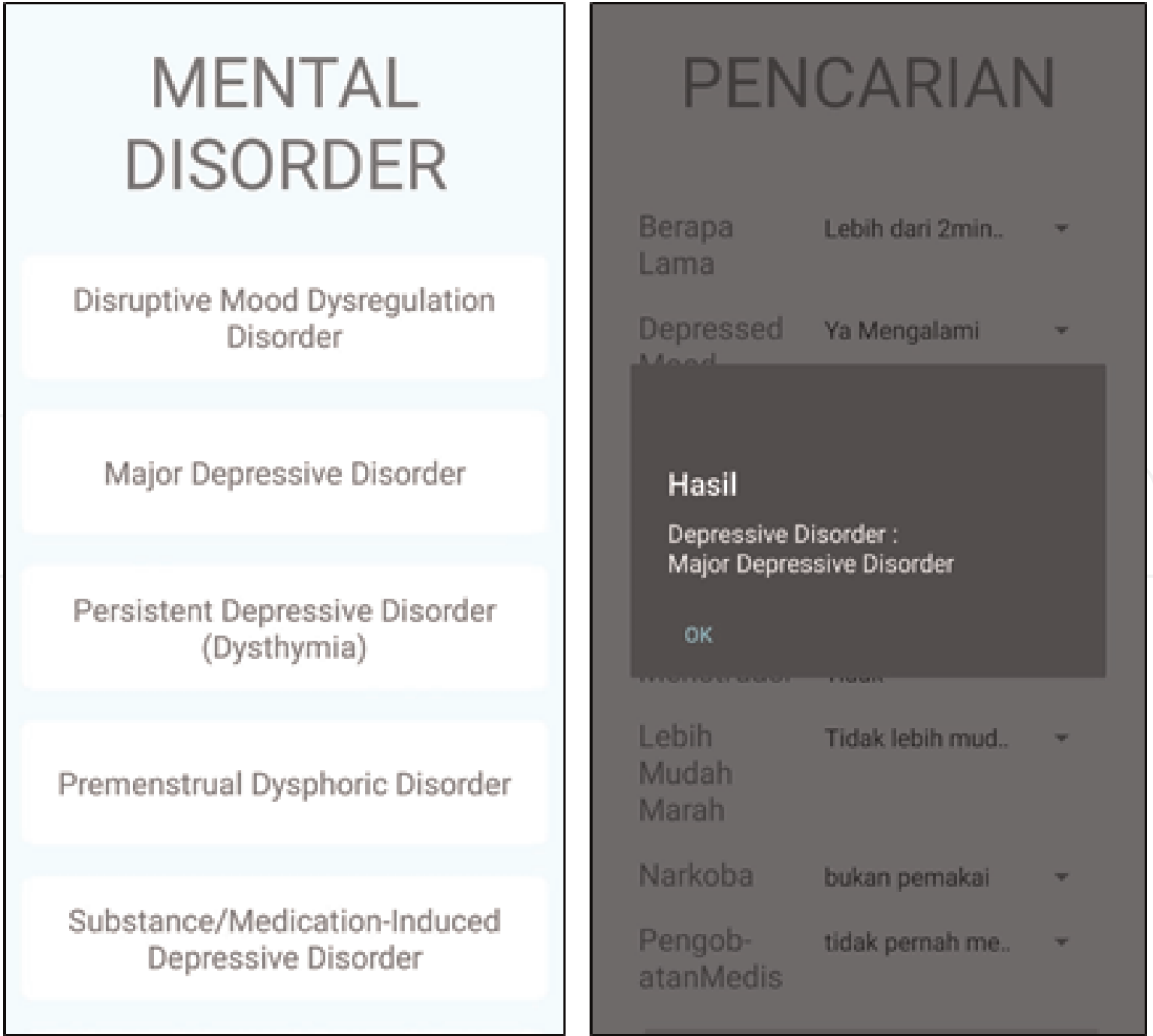 MENTAL
DISORDER
Disruptive Mood Dysregulation
Disorder
Major Depressive Disorder
Persistent Depressive Disorder
(Dysthymia)
Premenstrual Dysphoric Disorder
Substance/Medication-Induced
Depressive Disorder
PENCARIAN
Berapa Lebih dari 2min..
Lama
Depressed Ya Mengalami
Mood
Hasil
Depressive Disorder :
Major Depressive Disorder
OK
Lebih Tidak lebih mud..
Mudah
Marah
Narkoba bukan pemakai
Pengob- tidak pernah me..
atanMedis